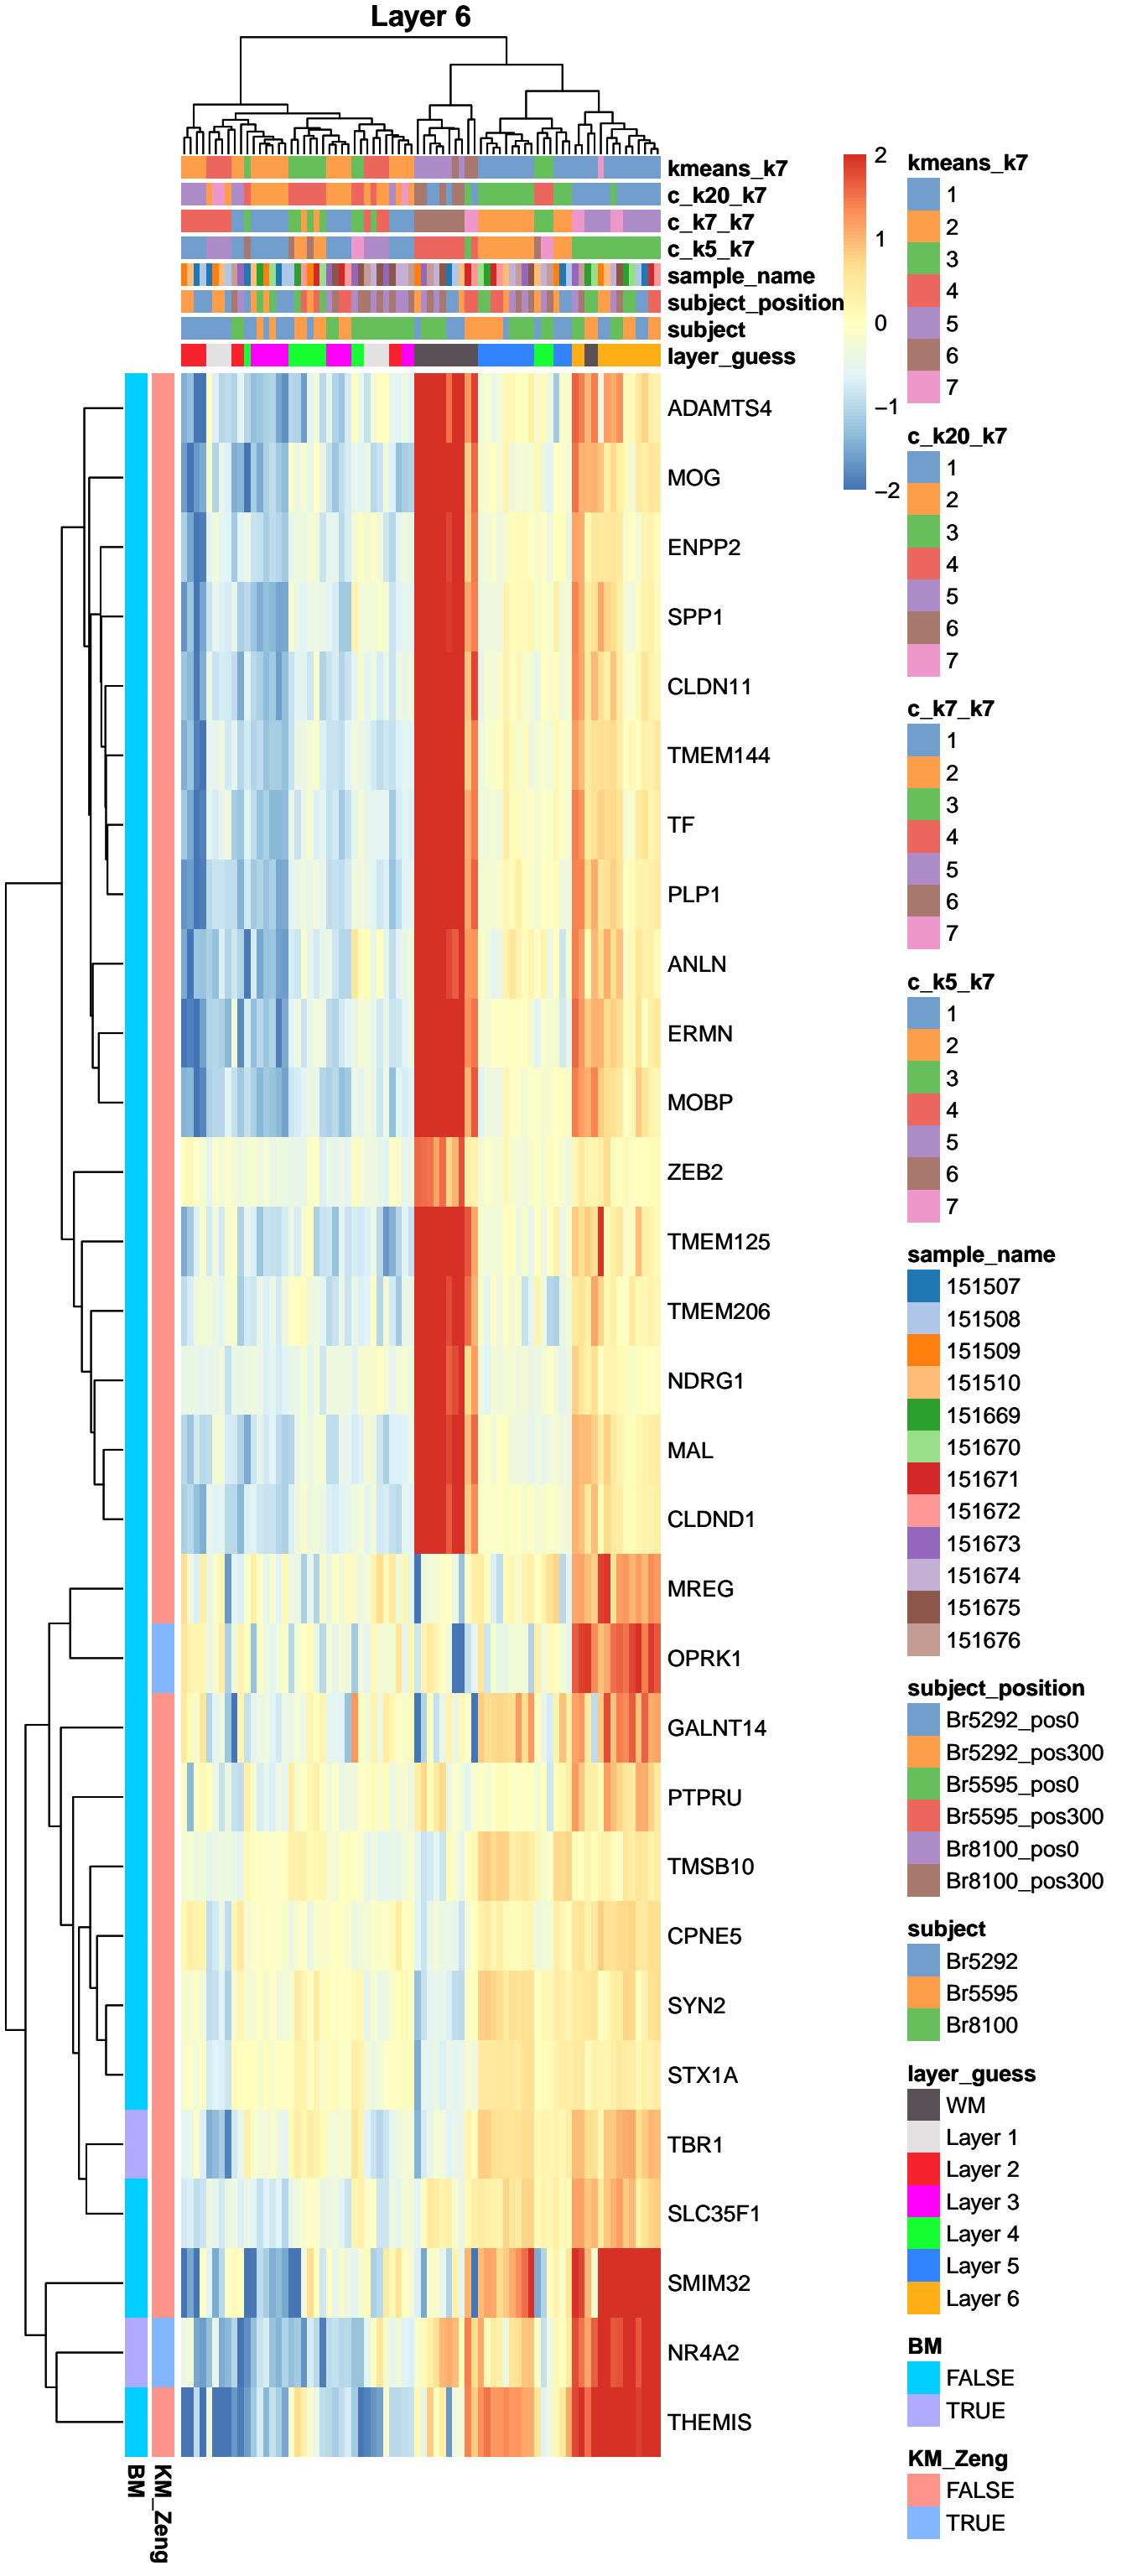 Layer 6
kmeans_k7
c_k20_k7
c_k7_k7
c_k5_k7
sample_name
subject_position
subject
layer_guess
ADAMTS4
MOG
ENPP2
SPP1
CLDN11
TMEM144
TF
PLP1
ANLN
ERMN
MOBP
ZEB2
TMEM125
TMEM206
NDRG1
MAL
CLDND1
MREG
OPRK1
GALNT14
PTPRU
TMSB10
CPNE5
SYN2
STX1A
TBR1
SLC35F1
SMIM32
NR4A2
THEMIS
BM
KM_Zeng
2
1
0
−1
−2
kmeans_k7
1
2
3
4
5
6
7
c_k20_k7
1
2
3
4
5
6
7
c_k7_k7
1
2
3
4
5
6
7
c_k5_k7
1
2
3
4
5
6
7
sample_name
151507
151508
151509
151510
151669
151670
151671
151672
151673
151674
151675
151676
subject_position
Br5292_pos0
Br5292_pos300
Br5595_pos0
Br5595_pos300
Br8100_pos0
Br8100_pos300
subject
Br5292
Br5595
Br8100
layer_guess
WM
Layer 1
Layer 2
Layer 3
Layer 4
Layer 5
Layer 6
BM
FALSE
TRUE
KM_Zeng
FALSE
TRUE